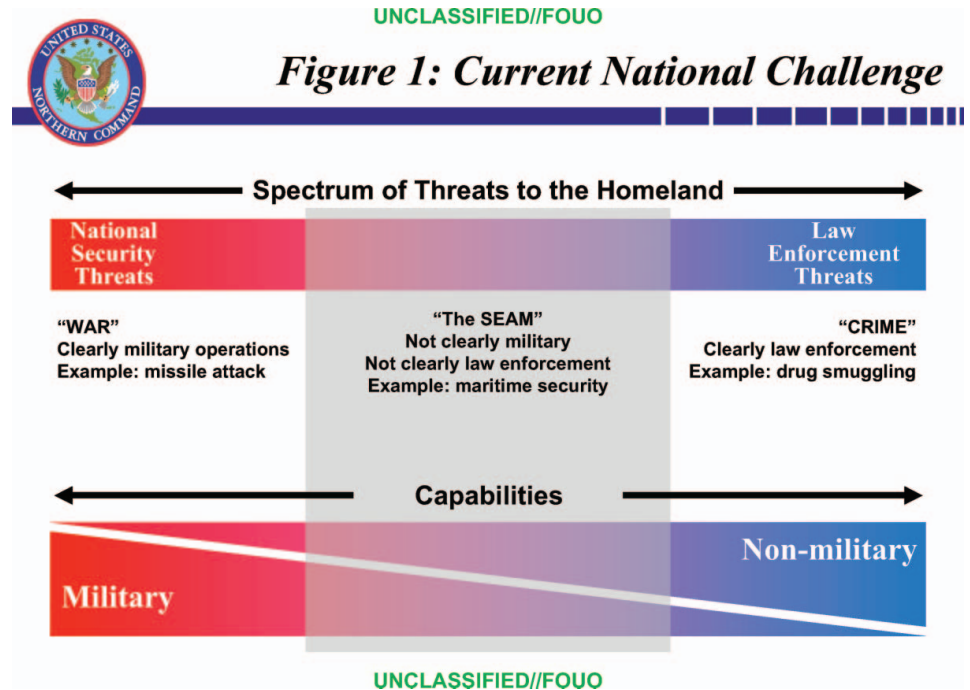 UNCLASSIFIED//FOUO
UNITED STATES
NORTHERN COMMAND
Figure 1: Current National Challenge
Spectrum of Threats to the Homeland
National
Security
Threats
Law
Enforcement
Threats
“WAR”
Clearly military operations
Example: missile attack
“The SEAM”
Not clearly military
Not clearly law enforcement
Example: maritime security
“CRIME”
Clearly law enforcement
Example: drug smuggling
Capabilities
Non-military
Military
UNCLASSIFIED//FOUO